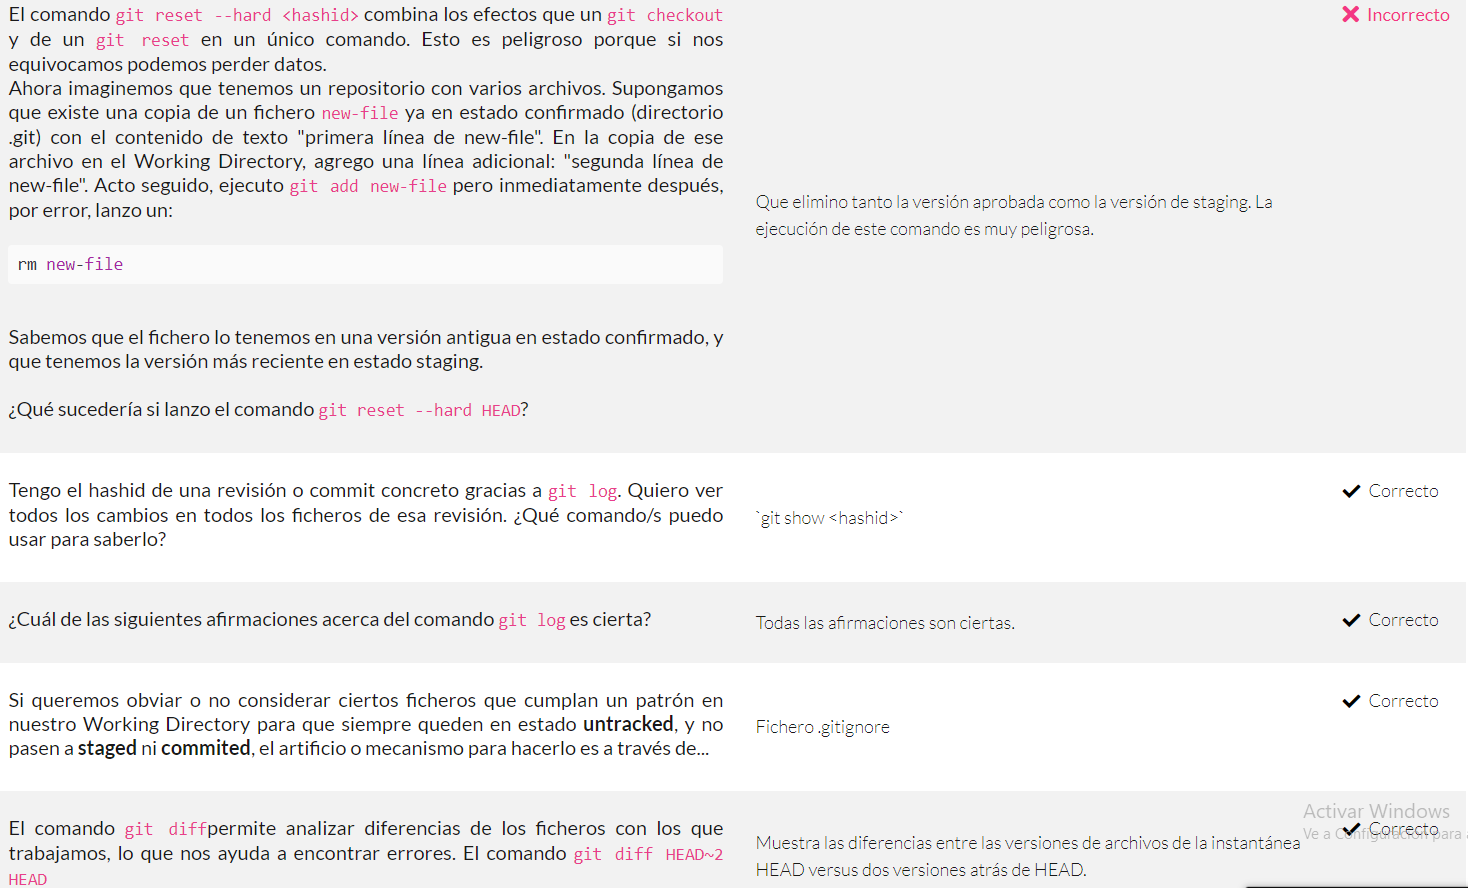 El comando git reset --hard <hashid> combina los efectos que un git checkout
y de un git reset en un único comando. Esto es peligroso porque si nos
equivocamos podemos perder datos.
Ahora imaginemos que tenemos un repositorio con varios archivos. Supongamos
que existe una copia de un fichero new-file ya en estado confirmado (directorio
.git) con el contenido de texto "primera línea de new-file". En la copia de ese
archivo en el Working Directory, agrego una línea adicional: "segunda línea de
new-file". Acto seguido, ejecuto git add new-file pero inmediatamente después,
por error, lanzo un:
rm new-file
Sabemos que el fichero lo tenemos en una versión antigua en estado confirmado, y
que tenemos la versión más reciente en estado staging.
¿Qué sucedería si lanzo el comando git reset --hard HEAD?
Que elimino tanto la versión aprobada como la versión de staging. La
ejecución de este comando es muy peligrosa.
Incorrecto
Tengo el hashid de una revisión o commit concreto gracias a git log. Quiero ver
todos los cambios en todos los ficheros de esa revisión. ¿Qué comando/s puedo
usar para saberlo?
`git show <hashid>`
Correcto
¿Cuál de las siguientes afirmaciones acerca del comando git log es cierta?
Todas las afirmaciones son ciertas.
Correcto
Si queremos obviar o no considerar ciertos ficheros que cumplan un patrón en
nuestro Working Directory para que siempre queden en estado untracked, y no
pasen a staged ni commited, el artificio o mecanismo para hacerlo es a través de...
Fichero .gitignore
Correcto
El comando git diffpermite analizar diferencias de los ficheros con los que
trabajamos, lo que nos ayuda a encontrar errores. El comando git diff HEAD~2
HEAD
Muestra las diferencias entre las versiones de archivos de la instantánea
HEAD versus dos versiones atrás de HEAD.
Correcto
Activar Windows
Ve a Configuración para